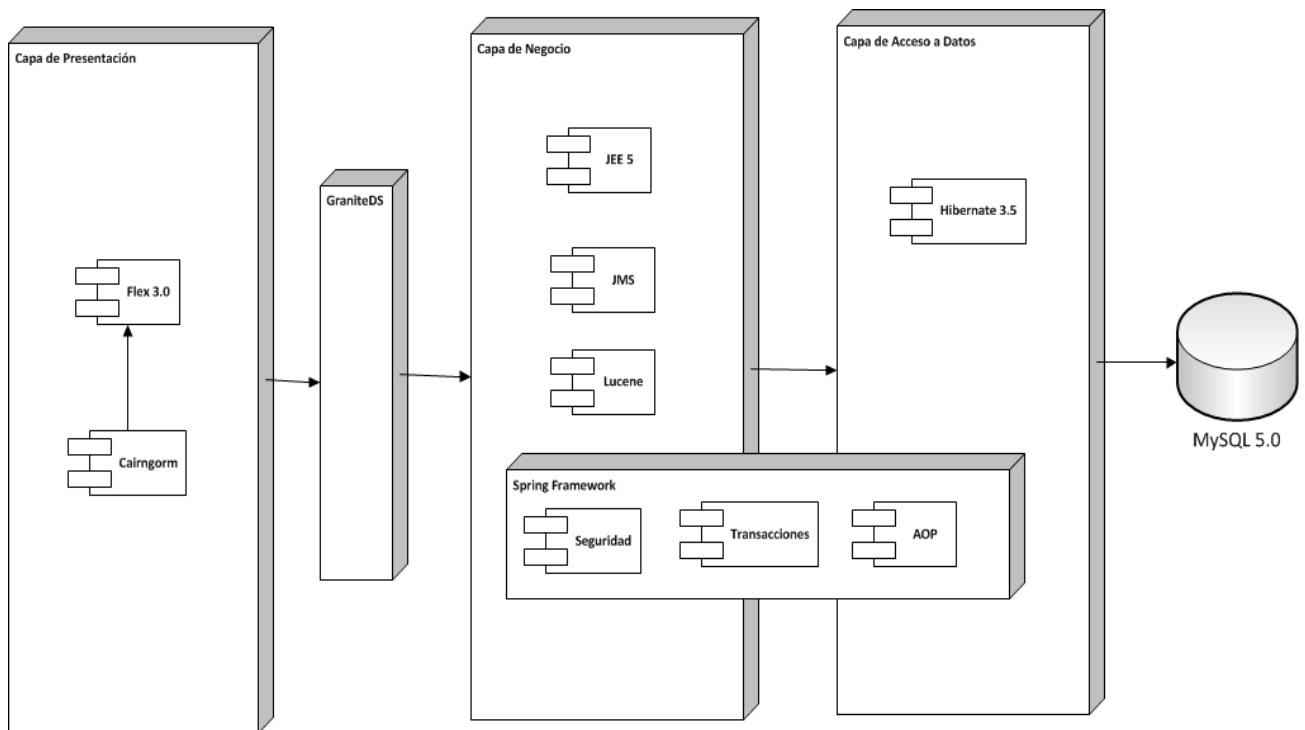 Capa de Presentación
Flex 3.0
Cairngorm
GraniteDS
Capa de Negocio
JEE 5
JMS
Lucene
Spring Framework
Seguridad
Transacciones
AOP
Capa de Acceso a Datos
Hibernate 3.5
MySQL 5.0